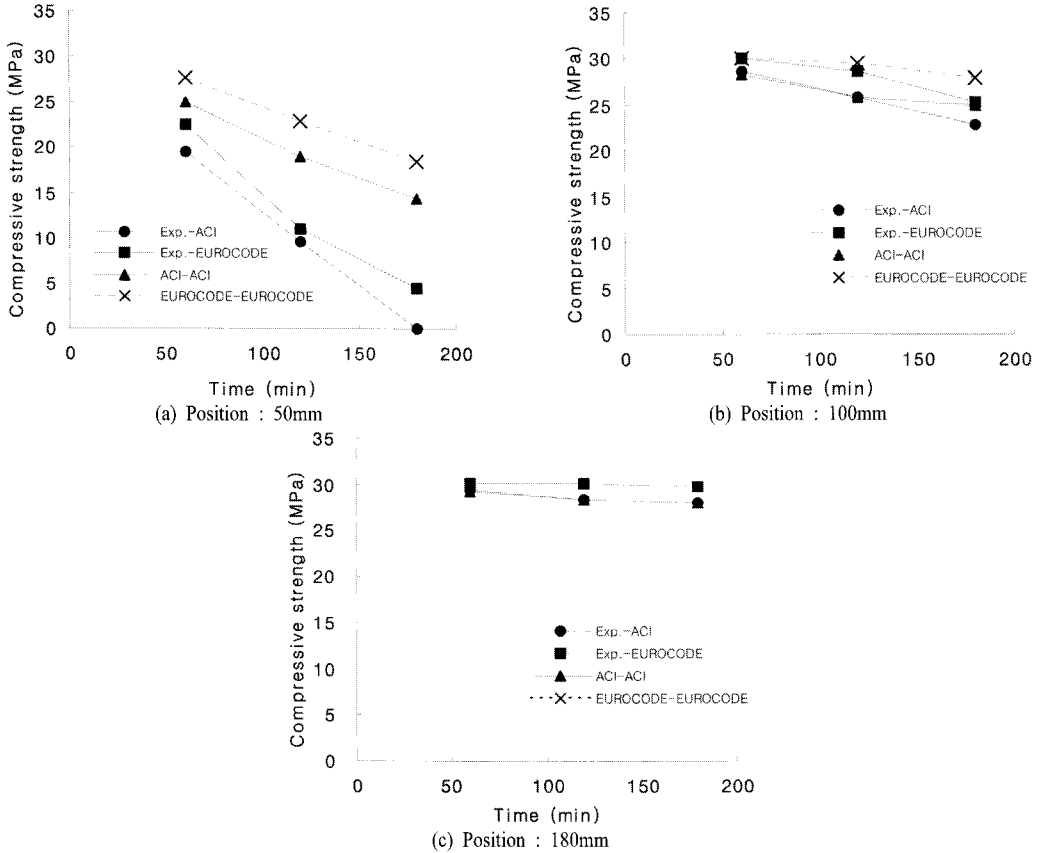 35
30
25
20
15
10
5
0
Compressive strength (MPa)
Exp.-ACI
Exp.-EUROCODE
ACI-ACI
EUROCODE-EUROCODE
0 50 100 150 200
Time (min)
(a) Position : 50mm
35
30
25
20
15
10
5
0
Compressive strength (MPa)
Exp.-ACI
Exp.-EUROCODE
ACI-ACI
EUROCODE-EUROCODE
0 50 100 150 200
Time (min)
(b) Position : 100mm
35
30
25
20
15
10
5
0
Compressive strength (MPa)
Exp.-ACI
Exp.-EUROCODE
ACI-ACI
EUROCODE-EUROCODE
0 50 100 150 200
Time (min)
(c) Position : 180mm